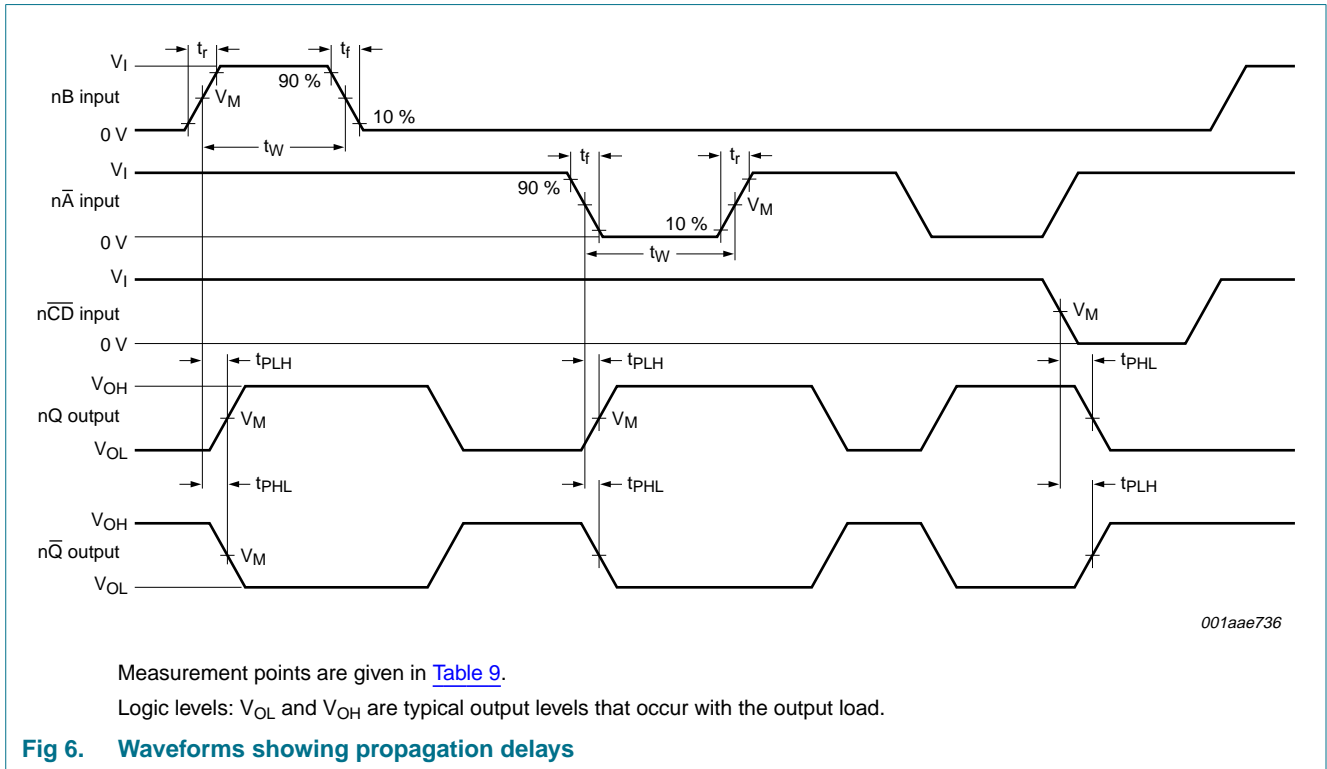 tr
tf
VI
90 %
nB input
VM
10 %
0 V
tW
VI
tf
tr
90 %
nA̅ input
10 %
VM
0 V
tW
VI
nC̅D̅ input
VM
0 V
tPLH
tPLH
tPHL
VOH
nQ output
VM
VM
VOL
tPHL
tPHL
tPLH
VOH
nQ̅ output
VM
VOL
001aae736
Measurement points are given in Table 9.
Logic levels: VOL and VOH are typical output levels that occur with the output load.
Fig 6. Waveforms showing propagation delays